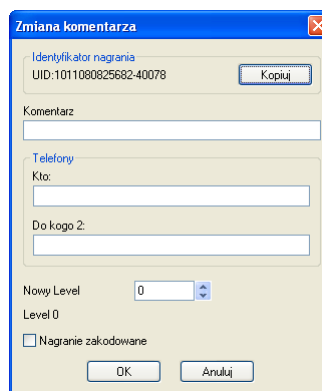 Zmiana komentarza
Identyfikator nagrania
UID:1011080825682-40078
Kopiuj
Komentarz
Telefony
Kto:
Do kogo 2:
Nowy Level
0
Level 0
Nagranie zakodowane
OK
Anuluj